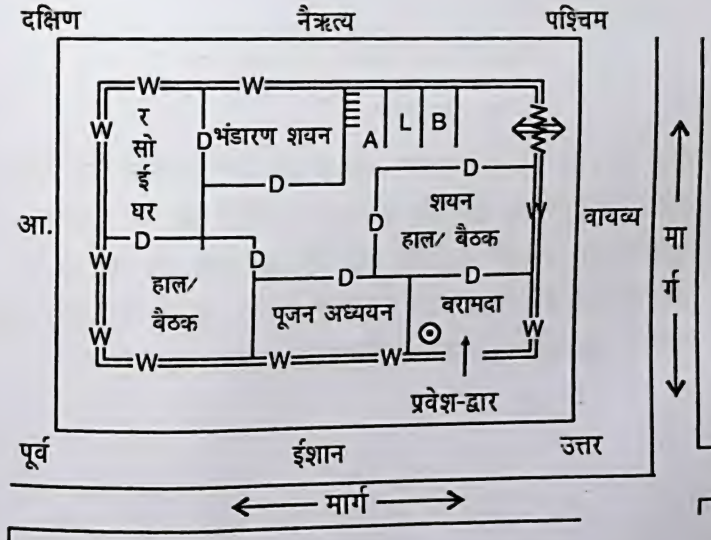 दक्षिण नैऋत्य पश्चिम
W W
W र सो ई घर D भंडारण शयन A L B
D D
आ. D शयन हाल/ बैठक W वायव्य मार्ग
D D
W हाल/ बैठक D D
पूजन अध्ययन वरामदा
W W
W W W
प्रवेश-द्वार
पूर्व ईशान उत्तर
मार्ग